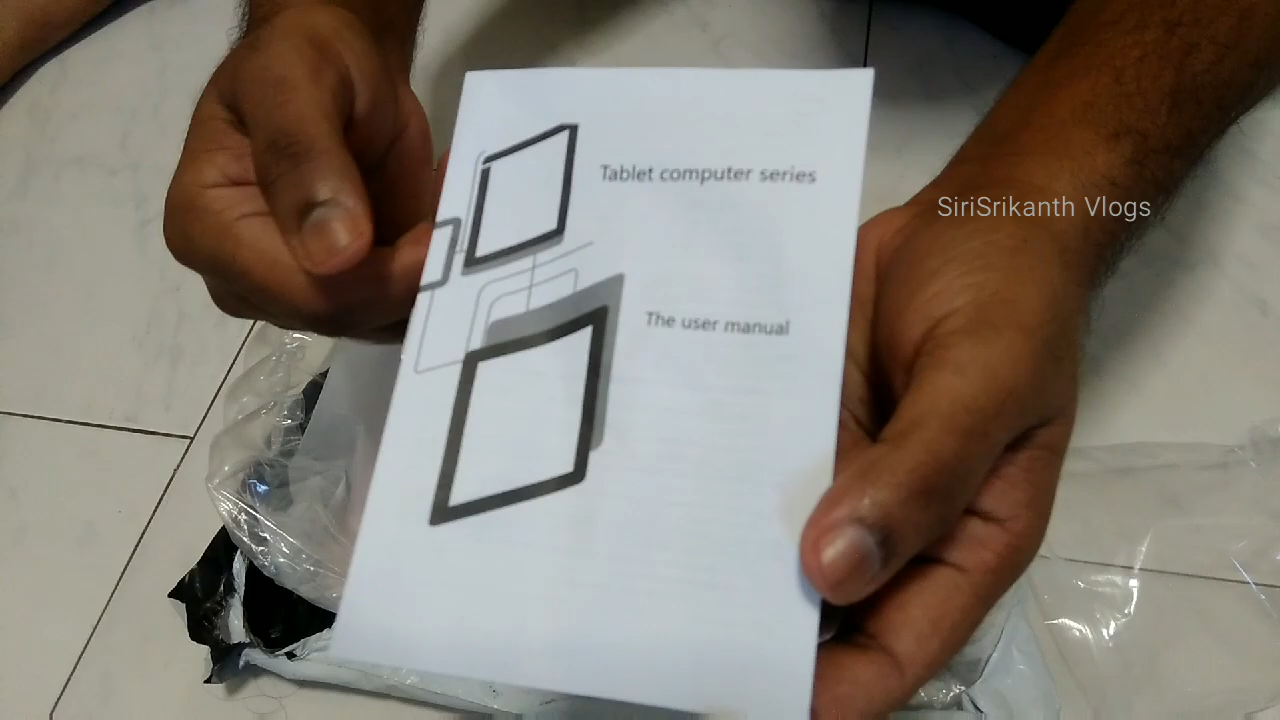 Tablet computer series
SiriSrikanth Vlogs
The user manual